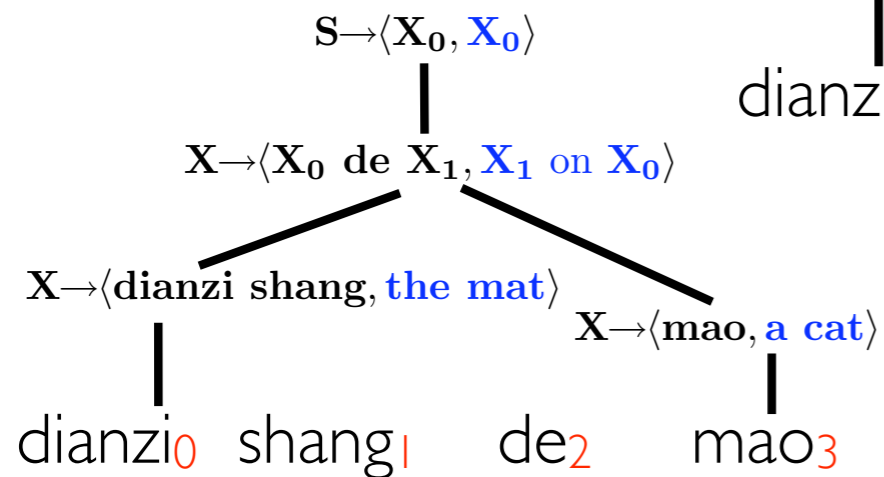 S→⟨X₀, X₀⟩
dianz
X→⟨X₀ de X₁, X₁ on X₀⟩
X→⟨dianzi shang, the mat⟩
X→⟨mao, a cat⟩
dianzi₀ shang₁ de₂ mao₃